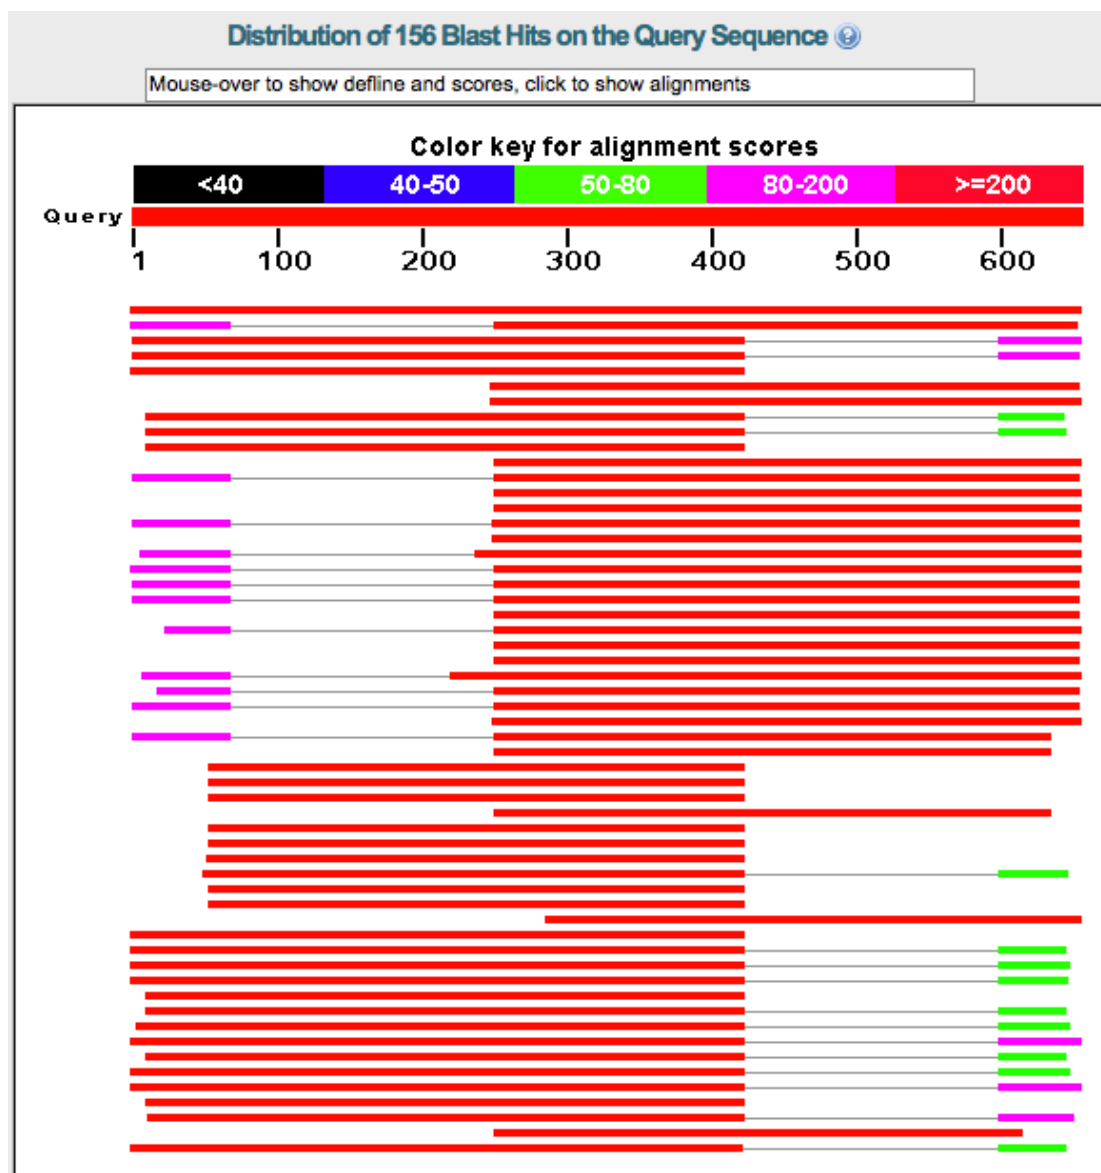 Distribution of 156 Blast Hits on the Query Sequence ?
Mouse-over to show defline and scores, click to show alignments
Color key for alignment scores
<40 40-50 50-80 80-200 >=200
Query
1 100 200 300 400 500 600